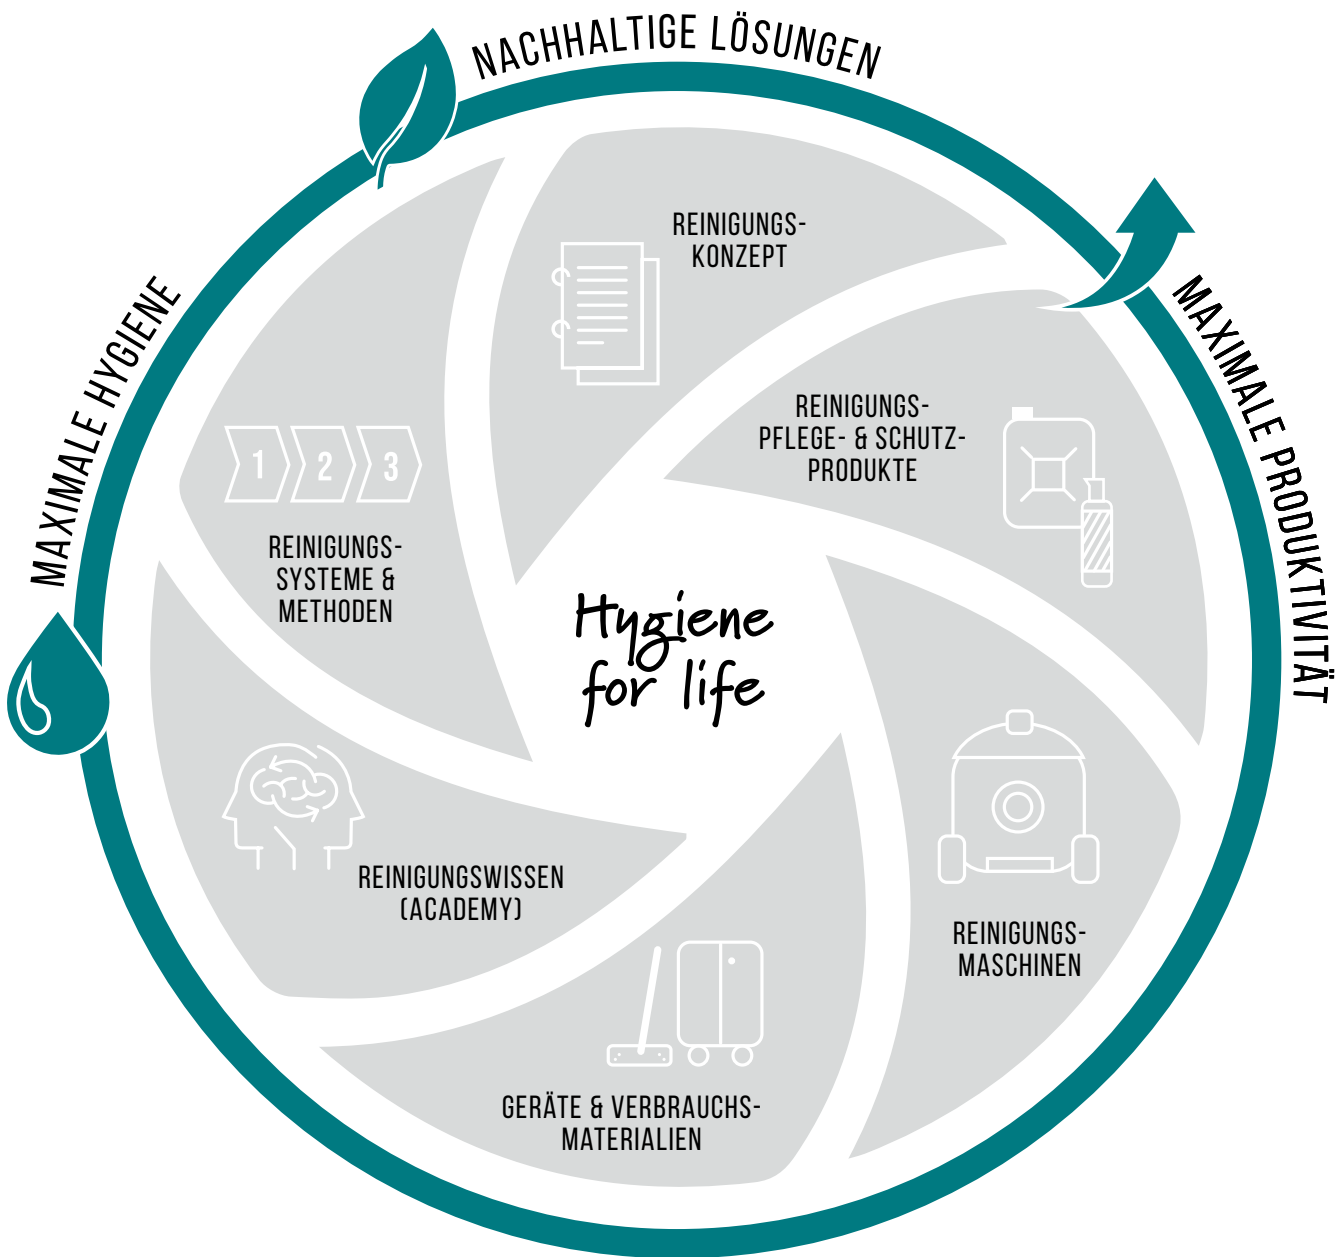 NACHHALTIGE LÖSUNGEN
MAXIMALE HYGIENE
MAXIMALE PRODUKTIVITÄT
REINIGUNGS-
KONZEPT
REINIGUNGS-
PFLEGE- & SCHUTZ-
PRODUKTE
1 2 3
REINIGUNGS-
SYSTEME &
METHODEN
Hygiene
for life
REINIGUNGSWISSEN
(ACADEMY)
REINIGUNGS-
MASCHINEN
GERÄTE & VERBRAUCHS-
MATERIALIEN